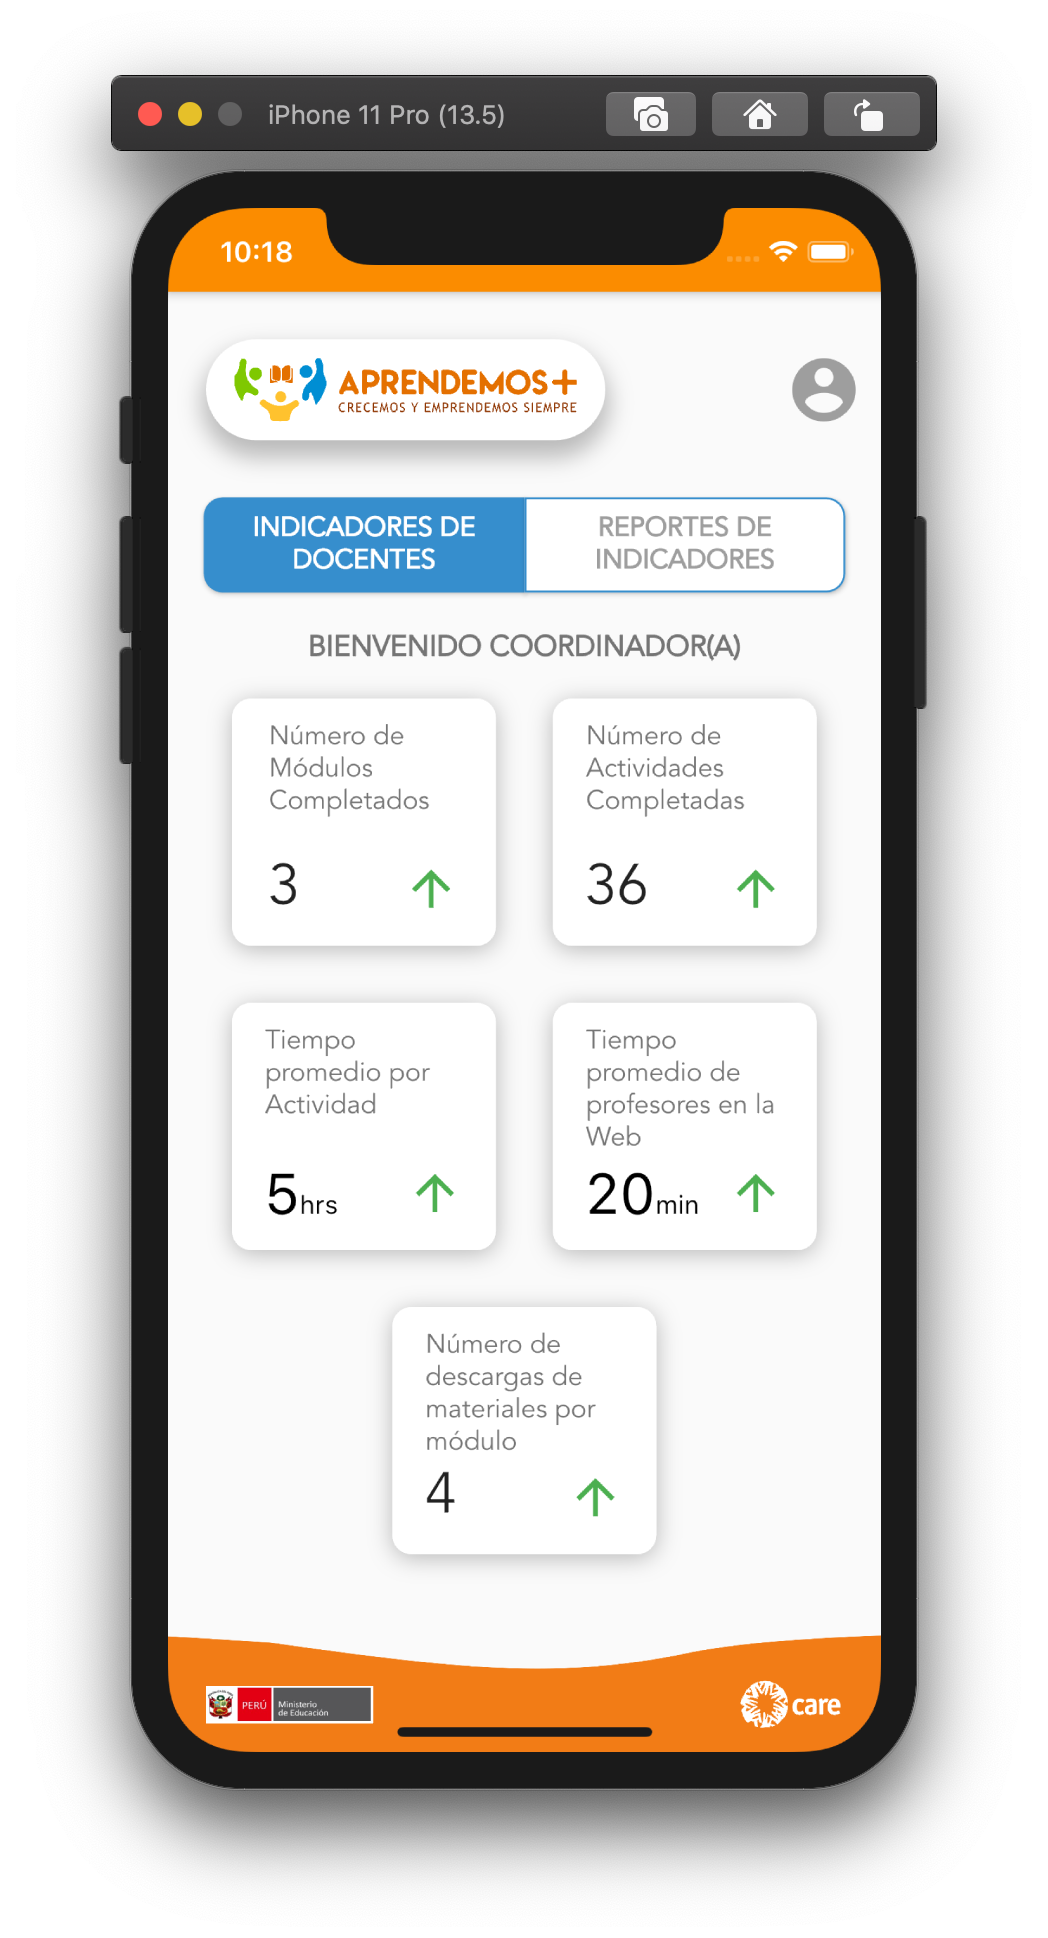 iPhone 11 Pro (13.5)
10:18
APRENDEMOS+
CRECEMOS Y EMPRENDEMOS SIEMPRE
INDICADORES DE
DOCENTES
REPORTES DE
INDICADORES
BIENVENIDO COORDINADOR(A)
Número de
Módulos
Completados
3
Número de
Actividades
Completadas
36
Tiempo
promedio por
Actividad
5hrs
Tiempo
promedio de
profesores en la
Web
20min
Número de
descargas de
materiales por
módulo
4
PERÚ
Ministerio
de Educación
care